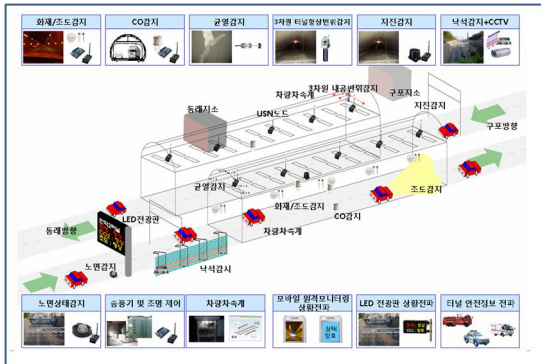 화재/조도감지
CO감지
균열감지
3차원 터널형상변위감지
지진감지
낙석감지+CCTV
3차원 내공변위감지
차량차속계
구포지소
동래지소
USN노드
지진감지
구포방향
균열감지
조도감지
화재/조도감지
CO감지
LED전광판
차량차속계
동래방향
노면감지
낙석감시
노면상태감지
송풍기 및 조명 제어
차량차속계
모바일 원격모니터링
상황전파
LED 전광판 상황전파
터널 안전정보 전파
상태
양호